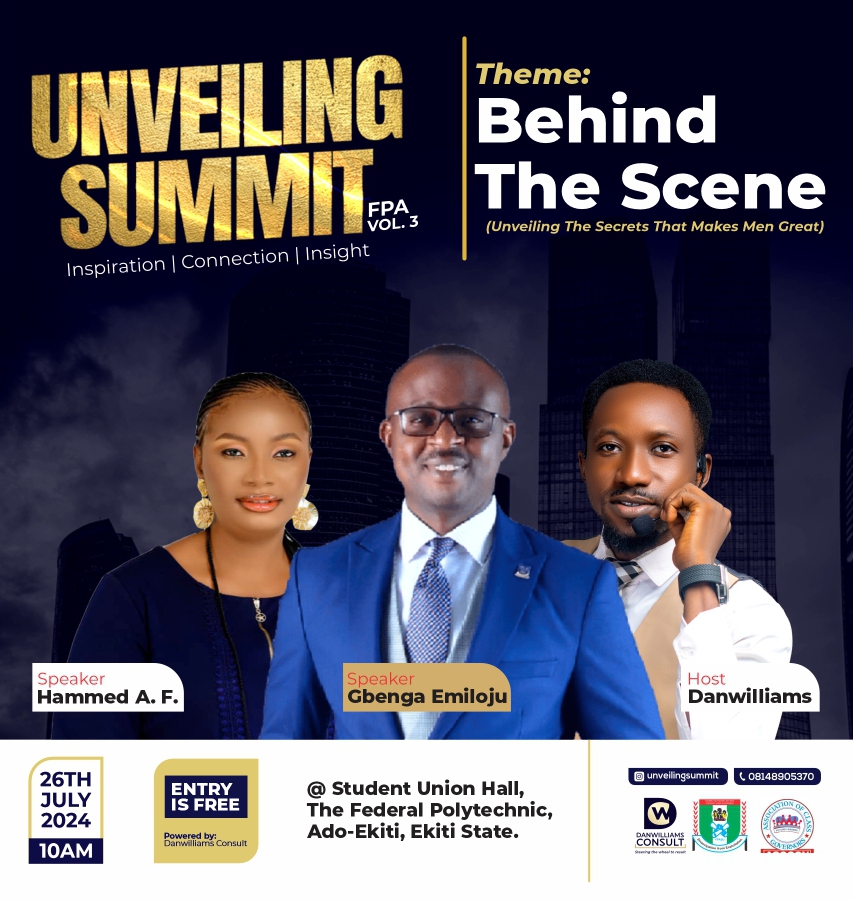 UNVEILING
SUMMIT
FPA
VOL. 3
Inspiration | Connection | Insight
Theme:
Behind
The Scene
(Unveiling The Secrets That Makes Men Great)
Speaker
Hammed A. F.
Speaker
Gbenga Emiloju
Host
Danwilliams
26TH
JULY
2024
10AM
ENTRY
IS FREE
Powered by:
Danwilliams Consult
@ Student Union Hall,
The Federal Polytechnic,
Ado-Ekiti, Ekiti State.
unveilingsummit
08148905370
DANWILLIAMS
CONSULT
ASSOCIATION OF CLASS
GOVERNORS